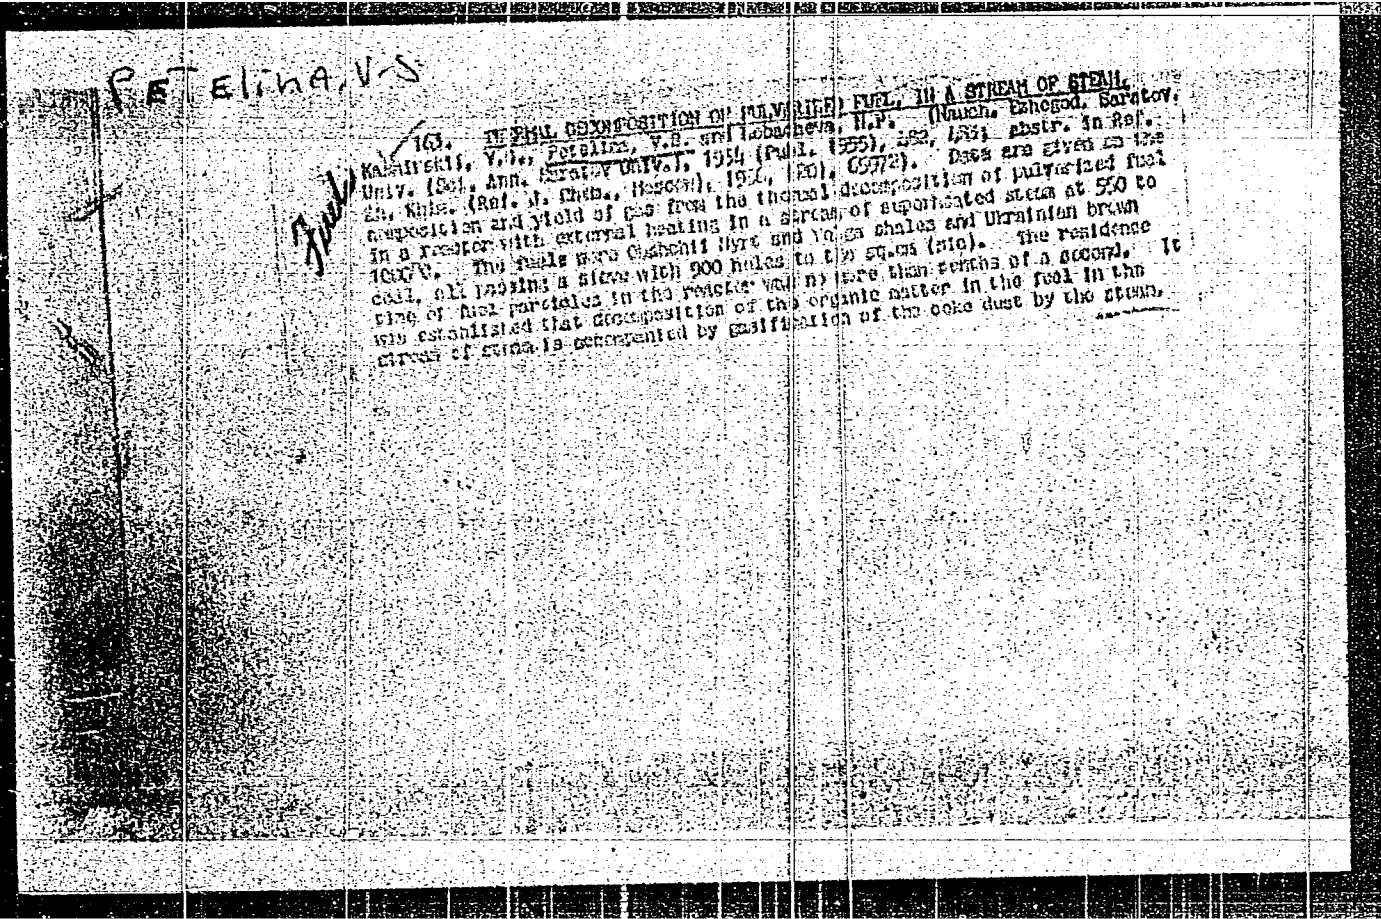 PETElinA, V-S
Fuel
163. THERMAL DECOMPOSITION OF PULVERIZED FUEL, IN A STREAM OF STEAM.
V.I., Petelina, V.S. and Lobacheva, N.P. (Nauch. Ezhegod. Saratov.
Univ. (Sci. Ann. Saratov Univ.), 1954 (Publ. 1955), 482, abstr. in Ref.
Zh. Khim. (Ref. J. Chem., Moscow), 1956, (20), Data are given on the
composition and yield of gas from the thermal decomposition of pulverized fuel
in a reactor with external heating in a stream of superheated steam at 550 to
1000°C. The fuels were and Volga shales and Ukrainian brown
coal, all passing a sieve with 900 holes to the sq.cm (sic). The residence
time of fuel particles in the reactor was no more than tenths of a second. It
was established that decomposition of the organic matter in the fuel in the
stream of steam is accompanied by gasification of the coke dust by the steam.